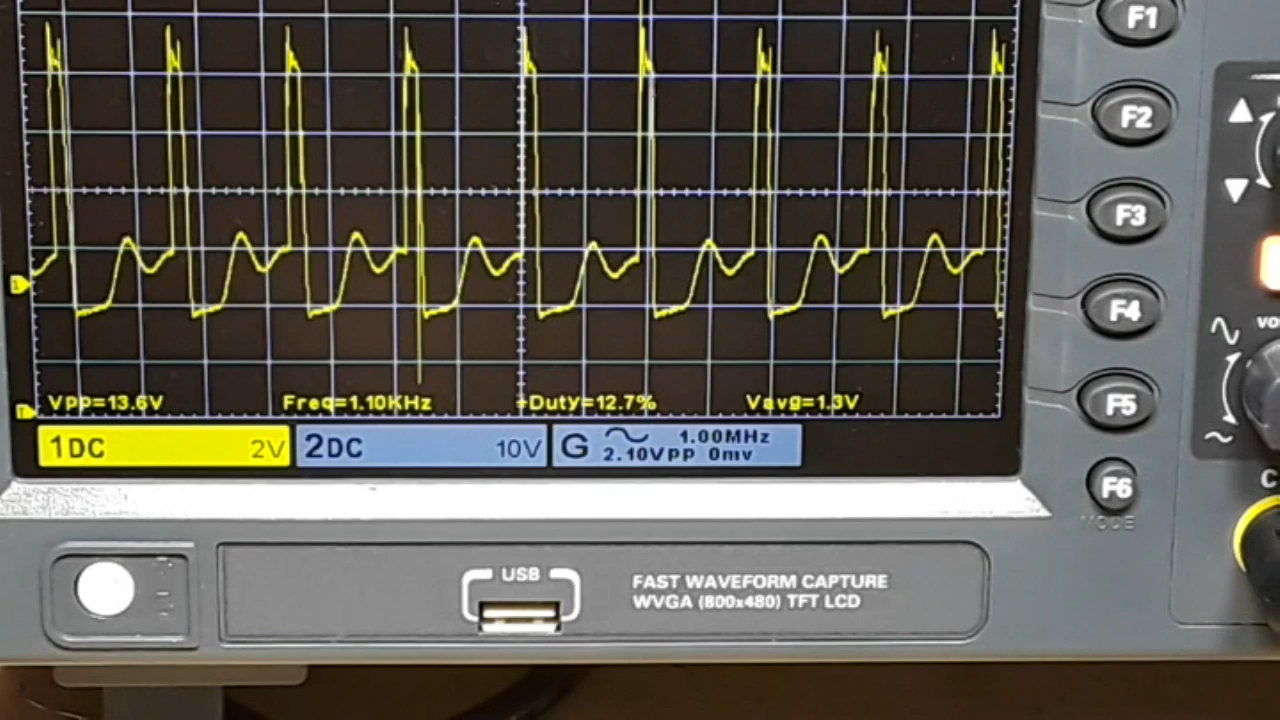 F1
F2
F3
F4
F5
F6
MODE
1
T
Vpp=13.6V Freq=1.10KHz +Duty=12.7% Vavg=1.3V
1DC 2V 2DC 10V G 1.00MHz
2.10VPP 0mv
USB
FAST WAVEFORM CAPTURE
WVGA (800x480) TFT LCD